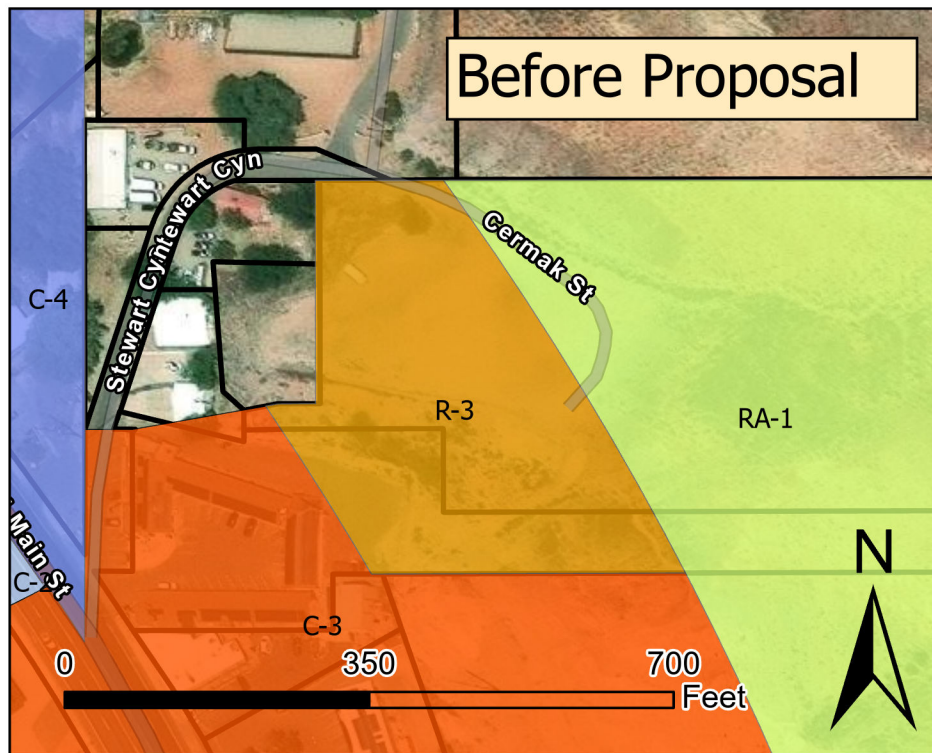 Before Proposal
Stewart Cyn
Stewart Cyn
Cermak St
C-4
R-3
RA-1
Main St
C-3
N
0 350 700
Feet